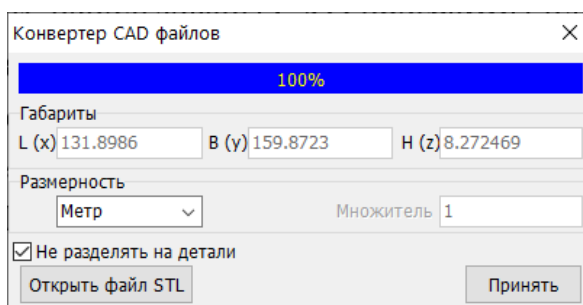 Конвертер CAD файлов
100%
Габариты
L (x) 131.8986 B (y) 159.8723 H (z) 8.272469
Размерность
Метр Множитель 1
Не разделять на детали
Открыть файл STL Принять